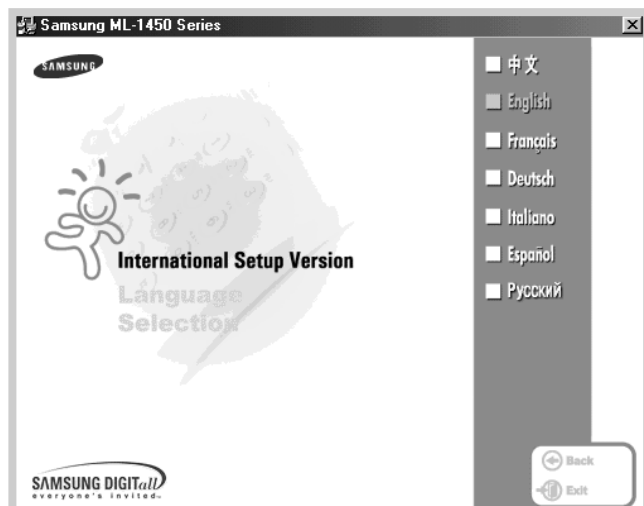 Samsung ML-1450 Series
SAMSUNG
International Setup Version
Language
Selection
中文
English
Français
Deutsch
Italiano
Español
Русский
Back
Exit
SAMSUNG DIGITall
everyone's invited™